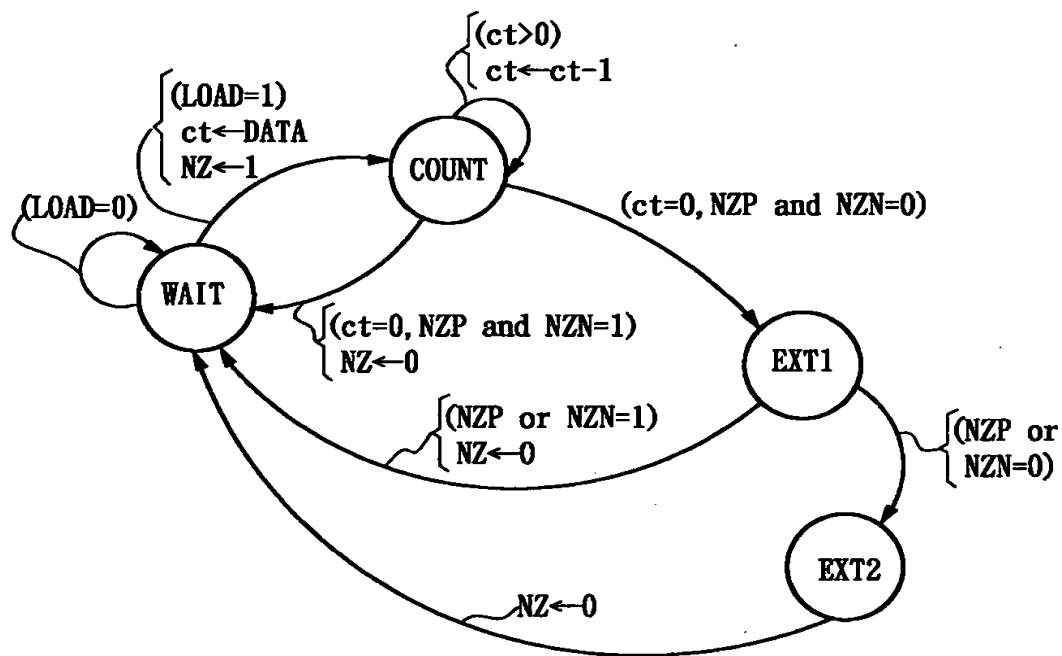 (ct>0)
ct←ct-1
(LOAD=1)
ct←DATA
NZ←1
COUNT
(LOAD=0)
(ct=0, NZP and NZN=0)
WAIT
(ct=0, NZP and NZN=1)
NZ←0
EXT1
(NZP or NZN=1)
NZ←0
(NZP or
NZN=0)
EXT2
NZ←0